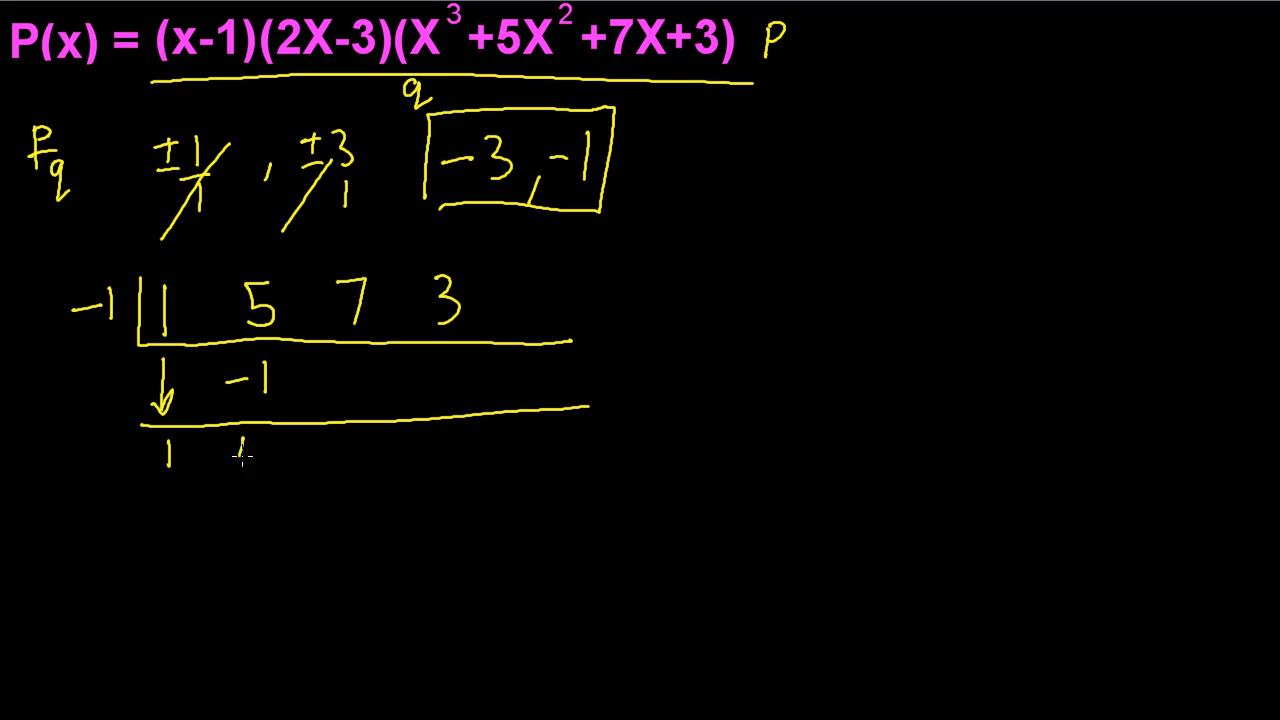 P(x) = (x-1)(2X-3)(X³+5X²+7X+3) P
q
P/q ±1/1 , ±3/1 -3, -1
-1 1 5 7 3
-1
1